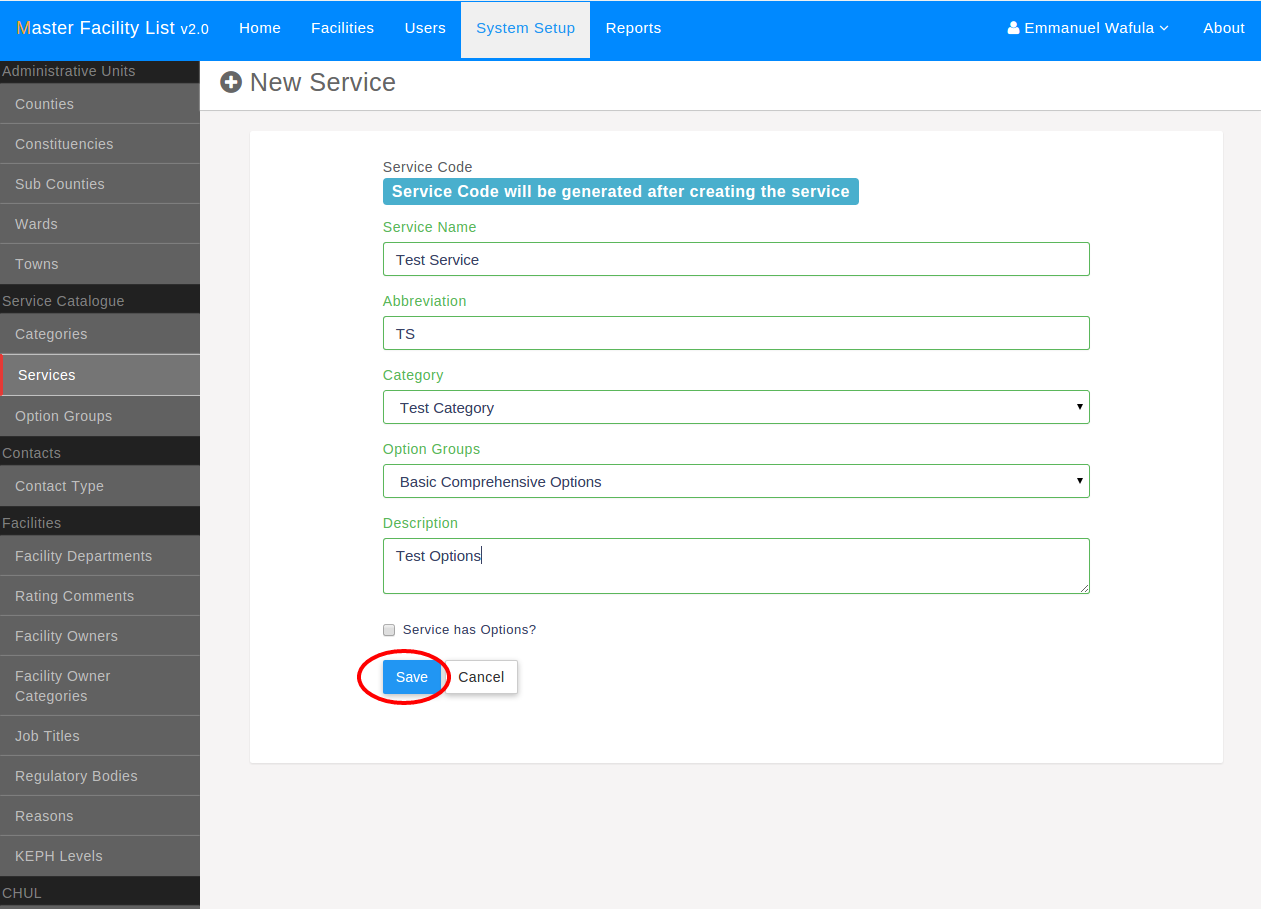 Master Facility List v2.0 Home Facilities Users System Setup Reports Emmanuel Wafula About
Administrative Units
Counties
Constituencies
Sub Counties
Wards
Towns
Service Catalogue
Categories
Services
Option Groups
Contacts
Contact Type
Facilities
Facility Departments
Rating Comments
Facility Owners
Facility Owner
Categories
Job Titles
Regulatory Bodies
Reasons
KEPH Levels
CHUL
New Service
Service Code
Service Code will be generated after creating the service
Service Name
Test Service
Abbreviation
TS
Category
Test Category
Option Groups
Basic Comprehensive Options
Description
Test Options
Service has Options?
Save Cancel